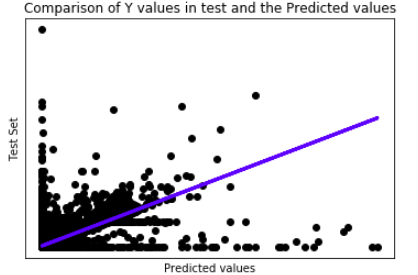 Comparison of Y values in test and the Predicted values
Test Set
Predicted values